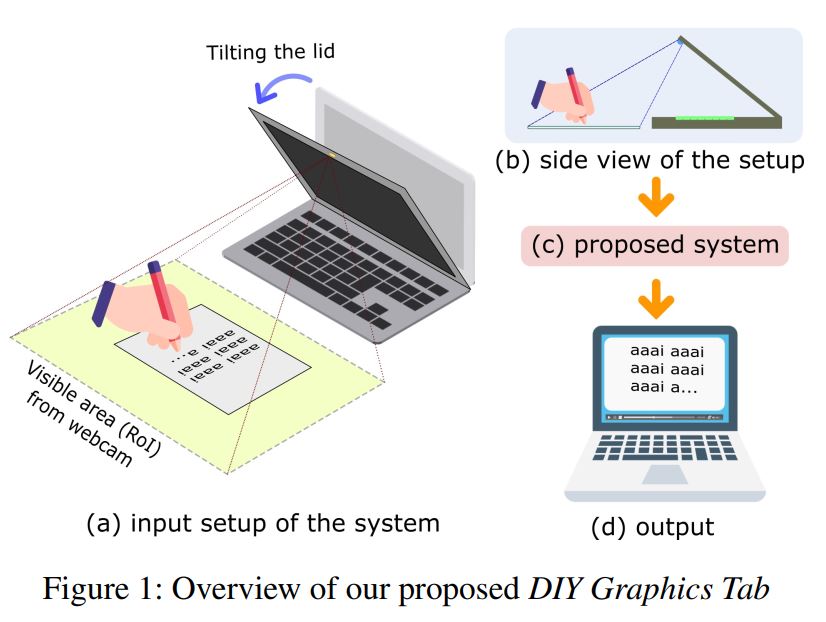 Tilting the lid
aaai aaai
aaai aaai
aaai a...
Visible area (RoI)
from webcam
(a) input setup of the system
(b) side view of the setup
(c) proposed system
aaai aaai
aaai aaai
aaai a...
(d) output
Figure 1: Overview of our proposed DIY Graphics Tab